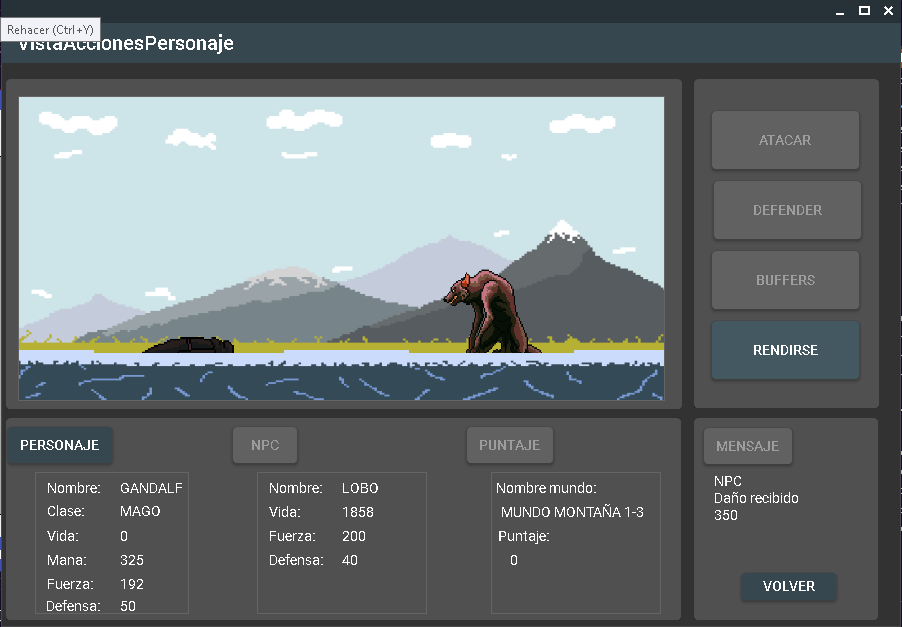 Rehacer (Ctrl+Y)
VistaAccionesPersonaje
ATACAR
DEFENDER
BUFFERS
RENDIRSE
PERSONAJE
Nombre: GANDALF
Clase: MAGO
Vida: 0
Mana: 325
Fuerza: 192
Defensa: 50
NPC
Nombre: LOBO
Vida: 1858
Fuerza: 200
Defensa: 40
PUNTAJE
Nombre mundo:
MUNDO MONTAÑA 1-3
Puntaje:
0
MENSAJE
NPC
Daño recibido
350
VOLVER